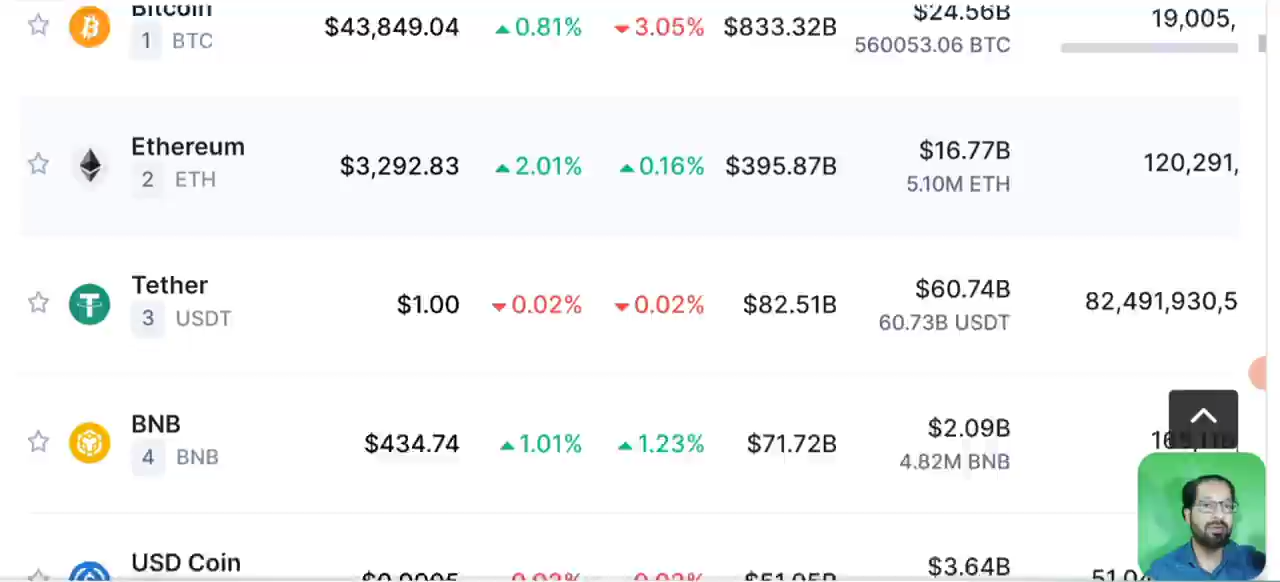 Bitcoin
1 BTC
$43,849.04 0.81% 3.05% $833.32B
$24.56B
560053.06 BTC
19,005,
Ethereum
2 ETH
$3,292.83 2.01% 0.16% $395.87B
$16.77B
5.10M ETH
120,291,
Tether
3 USDT
$1.00 0.02% 0.02% $82.51B
$60.74B
60.73B USDT
82,491,930,5
BNB
4 BNB
$434.74 1.01% 1.23% $71.72B
$2.09B
4.82M BNB
USD Coin
$3.64B